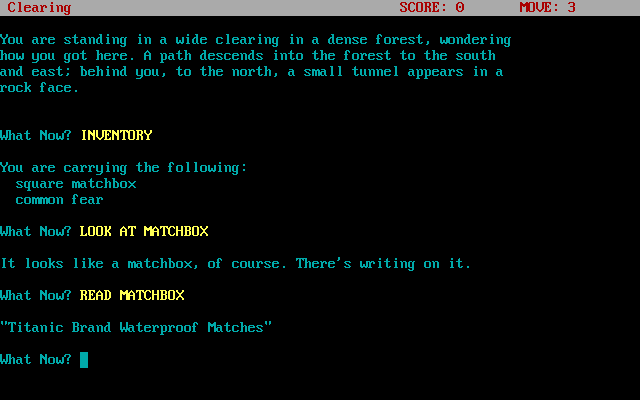 Clearing SCORE: 0 MOVE: 3
You are standing in a wide clearing in a dense forest, wondering
how you got here. A path descends into the forest to the south
and east; behind you, to the north, a small tunnel appears in a
rock face.
What Now? INVENTORY
You are carrying the following:
square matchbox
common fear
What Now? LOOK AT MATCHBOX
It looks like a matchbox, of course. There's writing on it.
What Now? READ MATCHBOX
"Titanic Brand Waterproof Matches"
What Now?